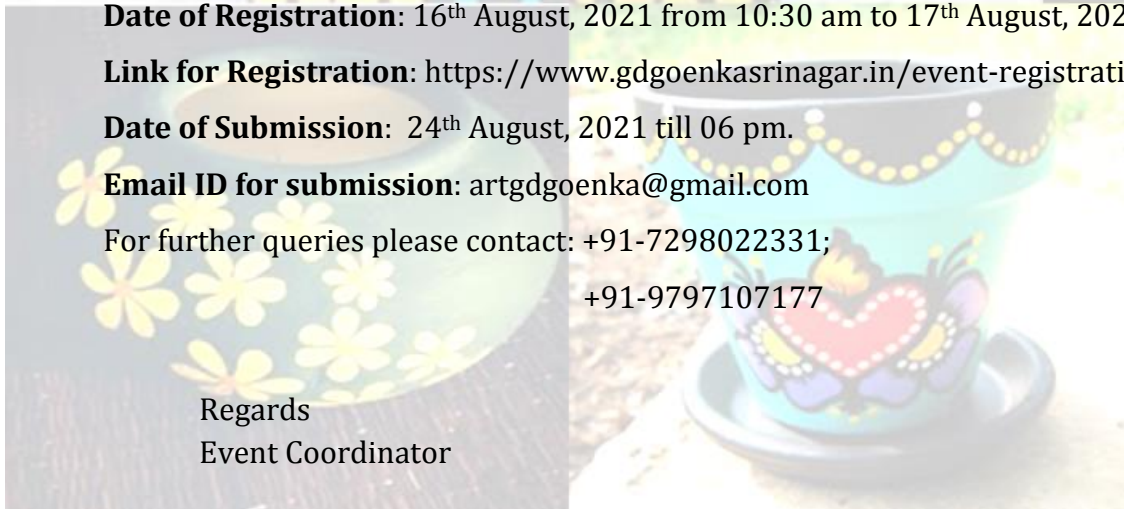 Date of Registration: 16th August, 2021 from 10:30 am to 17th August, 202
Link for Registration: https://www.gdgoenkasrinagar.in/event-registrati
Date of Submission: 24th August, 2021 till 06 pm.
Email ID for submission: artgdgoenka@gmail.com
For further queries please contact: +91-7298022331;
+91-9797107177
Regards
Event Coordinator